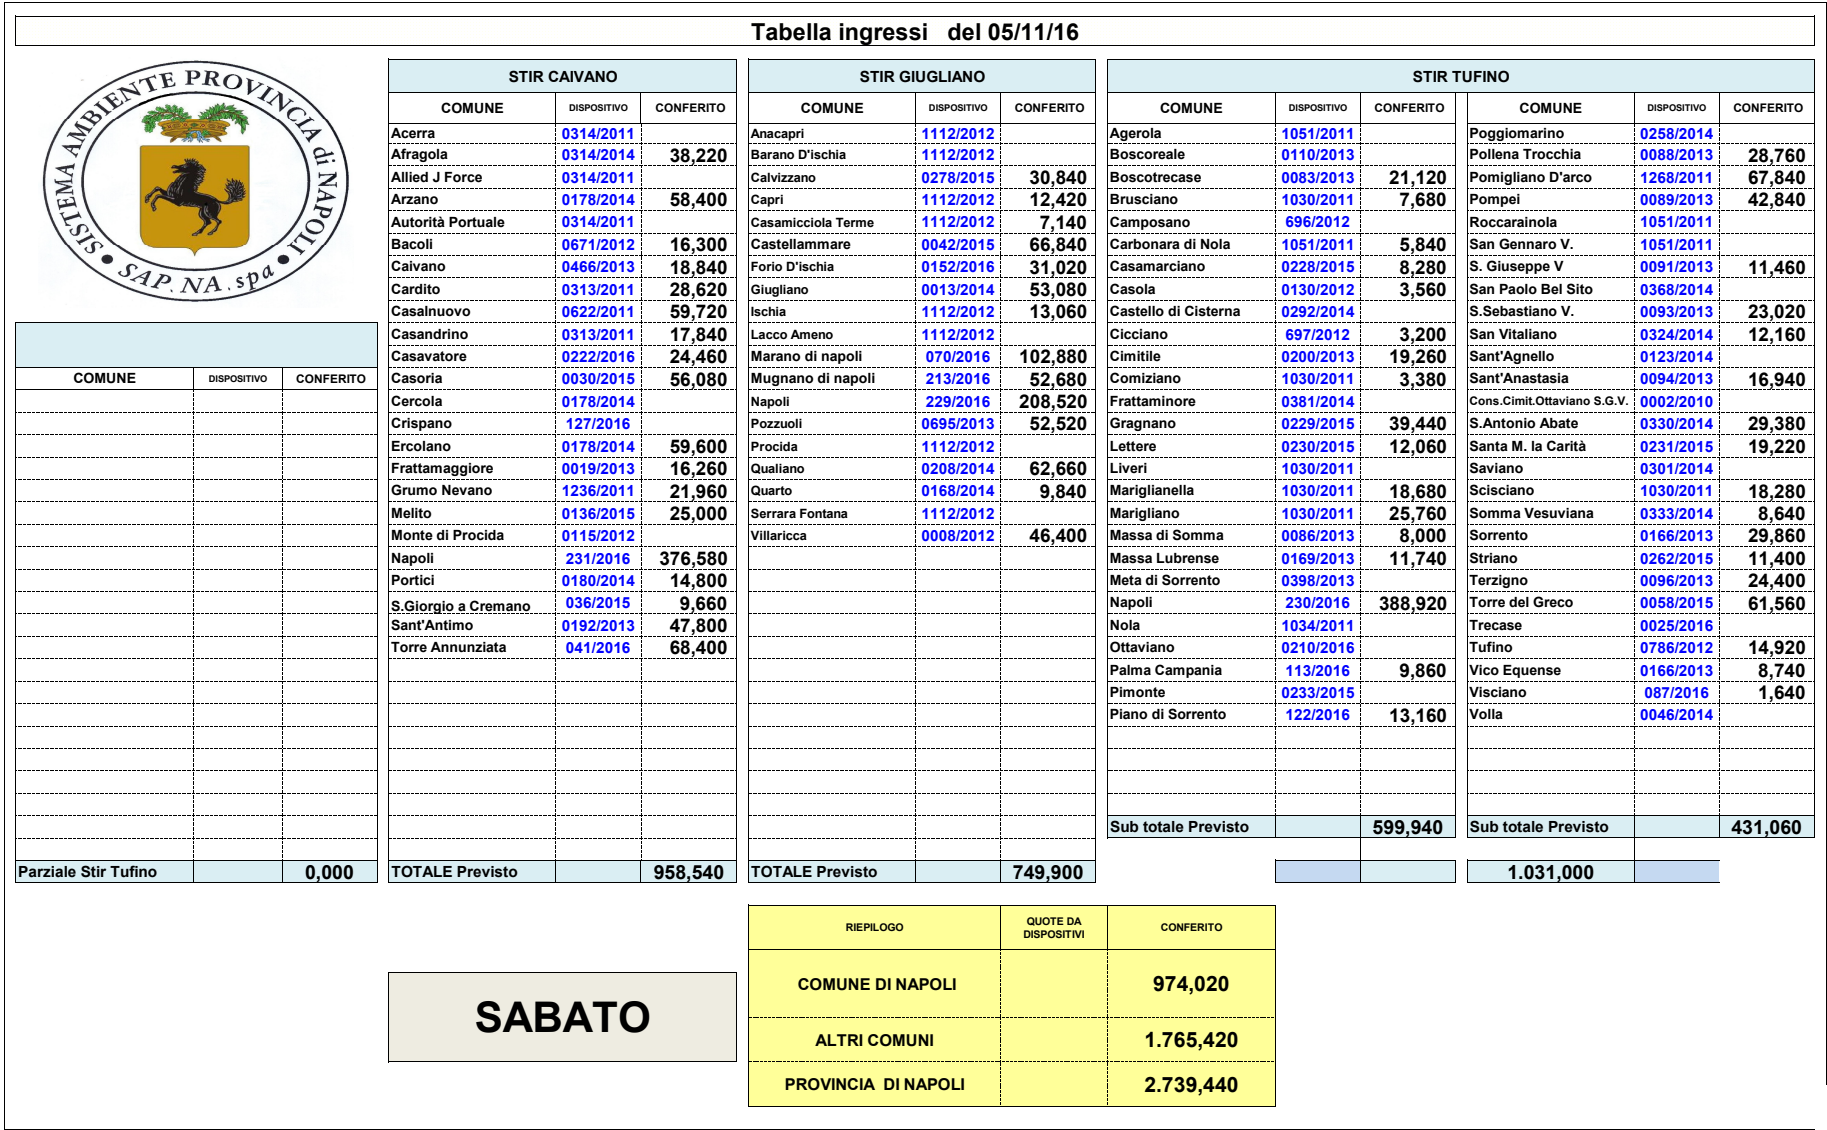 Tabella ingressi del 05/11/16
SISTEMA AMBIENTE PROVINCIA di NAPOLI
SAP.NA.spa
COMUNE DISPOSITIVO CONFERITO
Parziale Stir Tufino 0,000
STIR CAIVANO
COMUNE DISPOSITIVO CONFERITO
Acerra 0314/2011
Afragola 0314/2014 38,220
Allied J Force 0314/2011
Arzano 0178/2014 58,400
Autorità Portuale 0314/2011
Bacoli 0671/2012 16,300
Caivano 0466/2013 18,840
Cardito 0313/2011 28,620
Casalnuovo 0622/2011 59,720
Casandrino 0313/2011 17,840
Casavatore 0222/2016 24,460
Casoria 0030/2015 56,080
Cercola 0178/2014
Crispano 127/2016
Ercolano 0178/2014 59,600
Frattamaggiore 0019/2013 16,260
Grumo Nevano 1236/2011 21,960
Melito 0136/2015 25,000
Monte di Procida 0115/2012
Napoli 231/2016 376,580
Portici 0180/2014 14,800
S.Giorgio a Cremano 036/2015 9,660
Sant'Antimo 0192/2013 47,800
Torre Annunziata 041/2016 68,400
TOTALE Previsto 958,540
STIR GIUGLIANO
COMUNE DISPOSITIVO CONFERITO
Anacapri 1112/2012
Barano D'ischia 1112/2012
Calvizzano 0278/2015 30,840
Capri 1112/2012 12,420
Casamicciola Terme 1112/2012 7,140
Castellammare 0042/2015 66,840
Forio D'ischia 0152/2016 31,020
Giugliano 0013/2014 53,080
Ischia 1112/2012 13,060
Lacco Ameno 1112/2012
Marano di napoli 070/2016 102,880
Mugnano di napoli 213/2016 52,680
Napoli 229/2016 208,520
Pozzuoli 0695/2013 52,520
Procida 1112/2012
Qualiano 0208/2014 62,660
Quarto 0168/2014 9,840
Serrara Fontana 1112/2012
Villaricca 0008/2012 46,400
TOTALE Previsto 749,900
STIR TUFINO
COMUNE DISPOSITIVO CONFERITO
Agerola 1051/2011
Boscoreale 0110/2013
Boscotrecase 0083/2013 21,120
Brusciano 1030/2011 7,680
Camposano 696/2012
Carbonara di Nola 1051/2011 5,840
Casamarciano 0228/2015 8,280
Casola 0130/2012 3,560
Castello di Cisterna 0292/2014
Cicciano 697/2012 3,200
Cimitile 0200/2013 19,260
Comiziano 1030/2011 3,380
Frattaminore 0381/2014
Gragnano 0229/2015 39,440
Lettere 0230/2015 12,060
Liveri 1030/2011
Mariglianella 1030/2011 18,680
Marigliano 1030/2011 25,760
Massa di Somma 0086/2013 8,000
Massa Lubrense 0169/2013 11,740
Meta di Sorrento 0398/2013
Napoli 230/2016 388,920
Nola 1034/2011
Ottaviano 0210/2016
Palma Campania 113/2016 9,860
Pimonte 0233/2015
Piano di Sorrento 122/2016 13,160
Sub totale Previsto 599,940
COMUNE DISPOSITIVO CONFERITO
Poggiomarino 0258/2014
Pollena Trocchia 0088/2013 28,760
Pomigliano D'arco 1268/2011 67,840
Pompei 0089/2013 42,840
Roccarainola 1051/2011
San Gennaro V. 1051/2011
S. Giuseppe V 0091/2013 11,460
San Paolo Bel Sito 0368/2014
S.Sebastiano V. 0093/2013 23,020
San Vitaliano 0324/2014 12,160
Sant'Agnello 0123/2014
Sant'Anastasia 0094/2013 16,940
Cons.Cimit.Ottaviano S.G.V. 0002/2010
S.Antonio Abate 0330/2014 29,380
Santa M. la Carità 0231/2015 19,220
Saviano 0301/2014
Scisciano 1030/2011 18,280
Somma Vesuviana 0333/2014 8,640
Sorrento 0166/2013 29,860
Striano 0262/2015 11,400
Terzigno 0096/2013 24,400
Torre del Greco 0058/2015 61,560
Trecase 0025/2016
Tufino 0786/2012 14,920
Vico Equense 0166/2013 8,740
Visciano 087/2016 1,640
Volla 0046/2014
Sub totale Previsto 431,060
1.031,000
SABATO
RIEPILOGO QUOTE DA DISPOSITIVI CONFERITO
COMUNE DI NAPOLI 974,020
ALTRI COMUNI 1.765,420
PROVINCIA DI NAPOLI 2.739,440